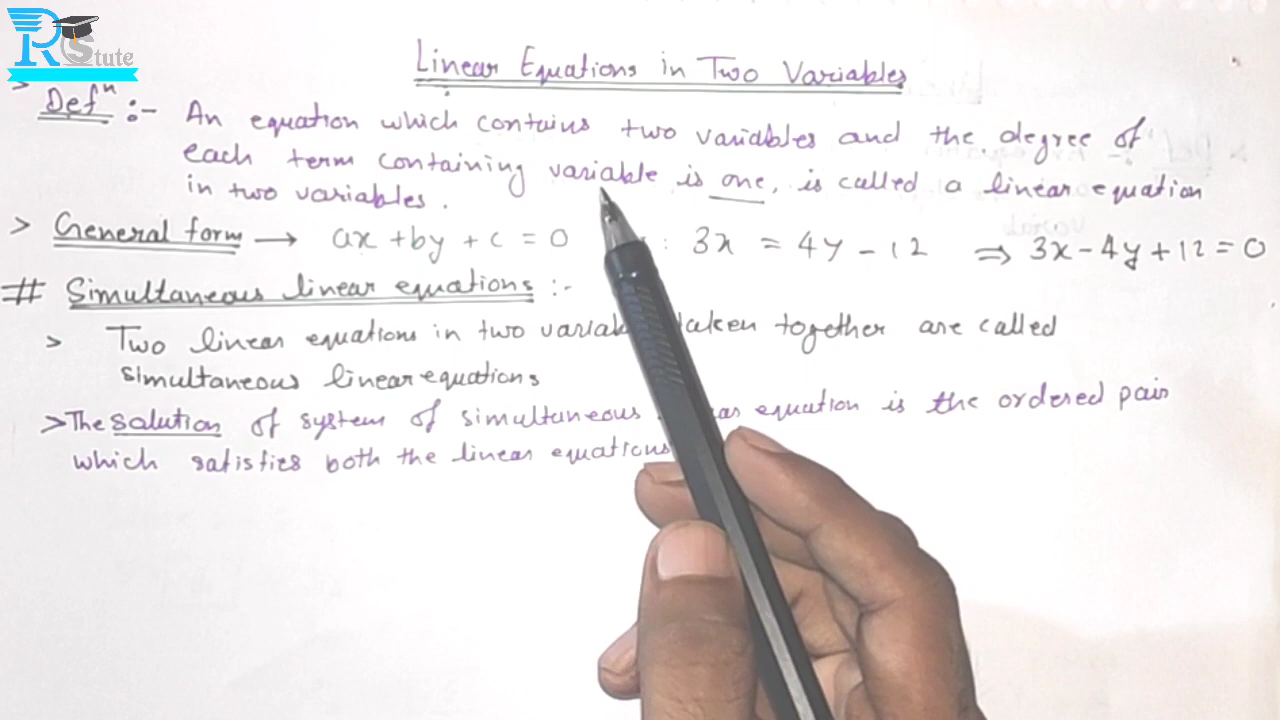 RStute
Linear Equations in Two Variables
> Defⁿ :- An equation which contains two variables and the degree of
each term containing variable is one, is called a linear equation
in two variables.
> General form → ax + by + c = 0 : 3x = 4y - 12 ⇒ 3x - 4y + 12 = 0
# Simultaneous linear equations :-
> Two linear equations in two taken together are called
simultaneous linear equations
> The solution of system of simultaneous equation is the ordered pair
which satisfies both the linear equations